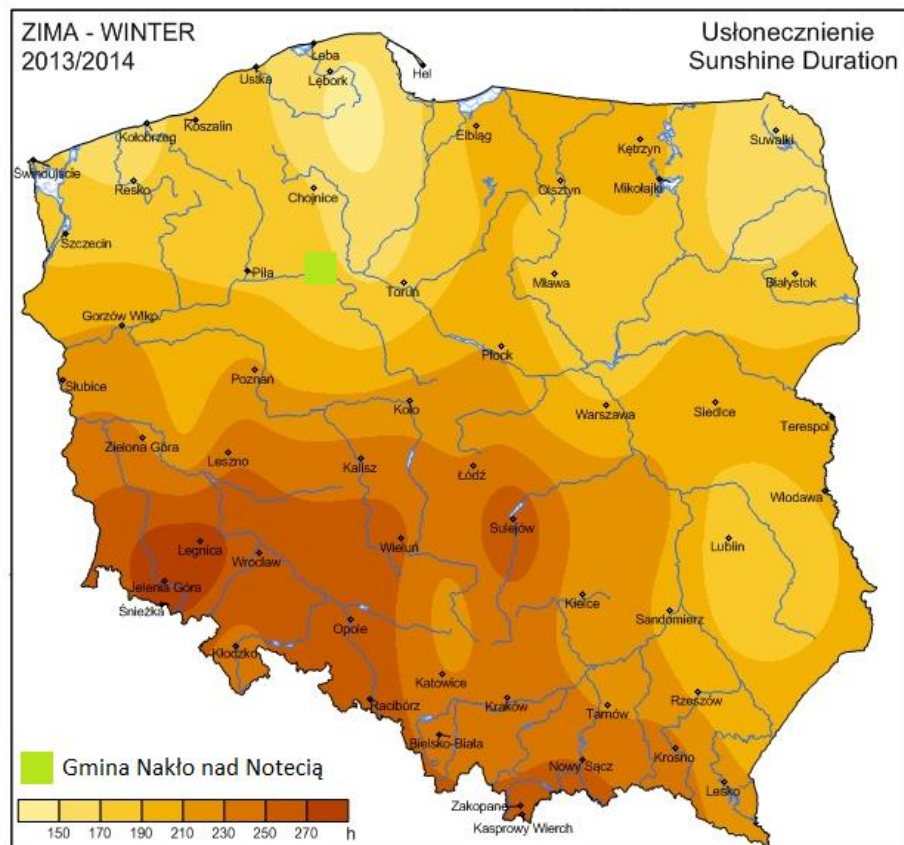 ZIMA - WINTER
2013/2014
Usłonecznienie
Sunshine Duration
Łeba
Hel
Ustka
Lębork
Koszalin
Kołobrzeg
Elbląg
Kętrzyn
Suwałki
Świnoujście
Resko
Chojnice
Olsztyn
Mikołajki
Szczecin
Piła
Toruń
Mława
Białystok
Gorzów Wlkp.
Płock
Słubice
Poznań
Koło
Warszawa
Siedlce
Terespol
Zielona Góra
Leszno
Kalisz
Łódź
Włodawa
Sulejów
Legnica
Wrocław
Wieluń
Lublin
Jelenia Góra
Śnieżka
Kielce
Sandomierz
Opole
Kłodzko
Katowice
Racibórz
Kraków
Tarnów
Rzeszów
Bielsko-Biała
Nowy Sącz
Krosno
Lesko
Gmina Nakło nad Notecią
Zakopane
Kasprowy Wierch
150 170 190 210 230 250 270 h